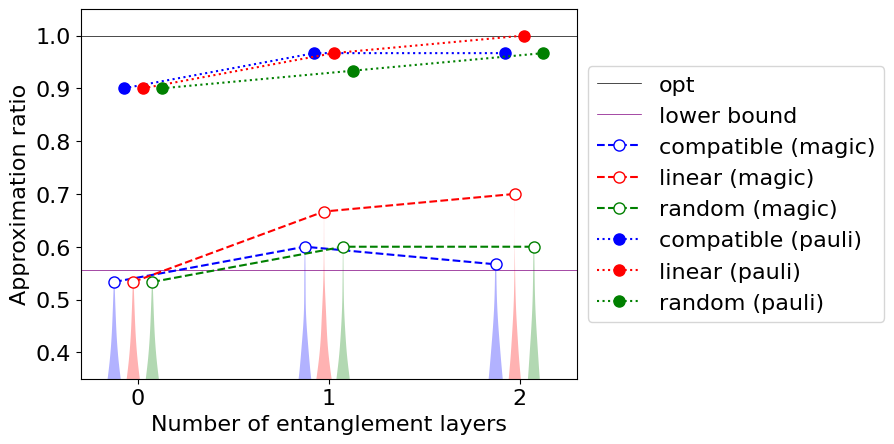 1.0
0.9
0.8
0.7
0.6
0.5
0.4
Approximation ratio
0 1 2
Number of entanglement layers
opt
lower bound
compatible (magic)
linear (magic)
random (magic)
compatible (pauli)
linear (pauli)
random (pauli)